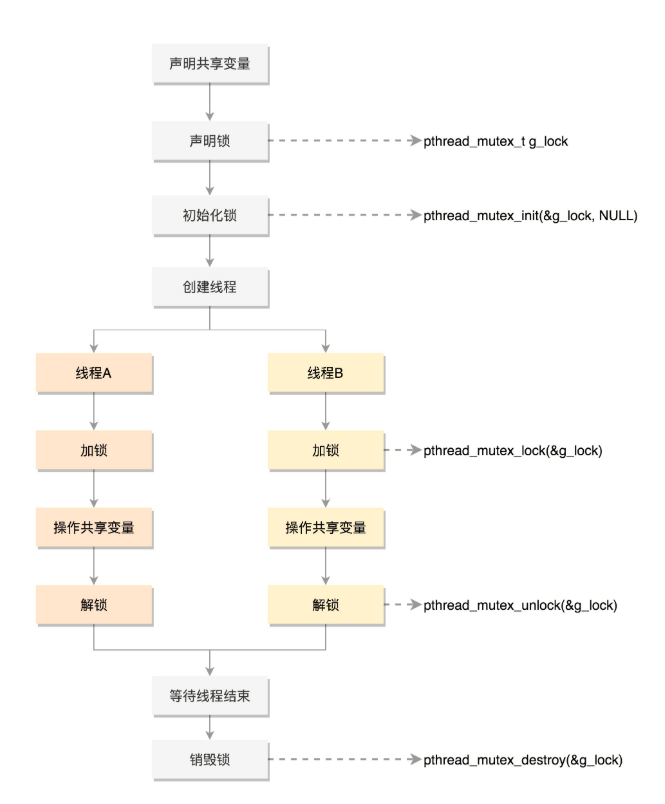 声明共享变量
声明锁
pthread_mutex_t g_lock
初始化锁
pthread_mutex_init(&g_lock, NULL)
创建线程
线程A
线程B
加锁
加锁
pthread_mutex_lock(&g_lock)
操作共享变量
操作共享变量
解锁
解锁
pthread_mutex_unlock(&g_lock)
等待线程结束
销毁锁
pthread_mutex_destroy(&g_lock)